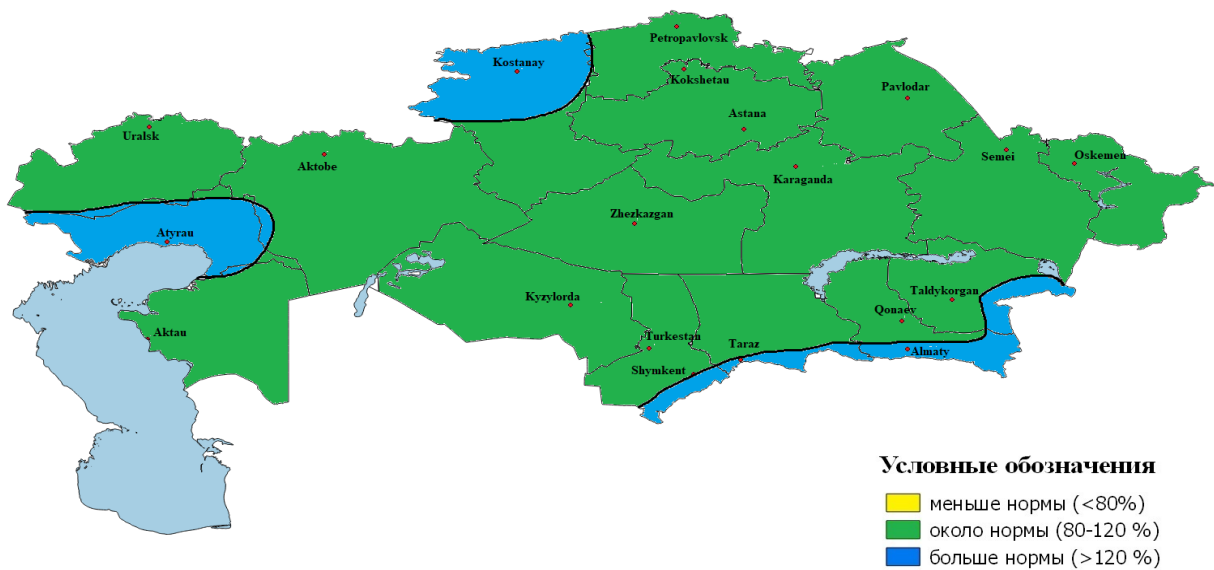 Petropavlovsk
Kostanay
Kokshetau
Pavlodar
Astana
Uralsk
Aktobe
Semei
Oskemen
Karaganda
Zhezkazgan
Atyrau
Taldykorgan
Kyzylorda
Qonaev
Aktau
Turkestan
Taraz
Almaty
Shymkent
Условные обозначения
меньше нормы (<80%)
около нормы (80-120 %)
больше нормы (>120 %)